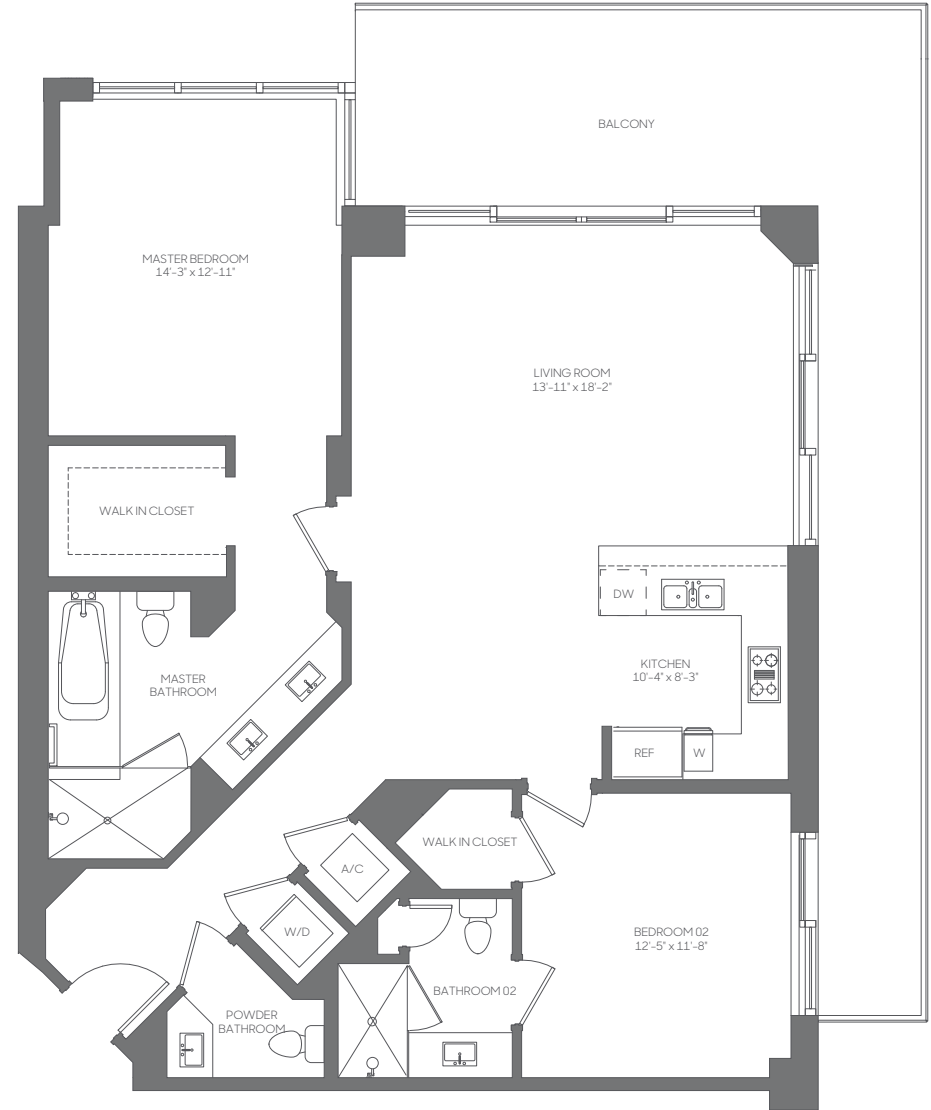 BALCONY
MASTER BEDROOM
14'-3" x 12'-11"
LIVING ROOM
13'-11" x 18'-2"
WALK IN CLOSET
DW
KITCHEN
10'-4" x 8'-3"
MASTER
BATHROOM
REF
W
WALK IN CLOSET
A/C
W/D
BEDROOM 02
12'-5" x 11'-8"
BATHROOM 02
POWDER
BATHROOM